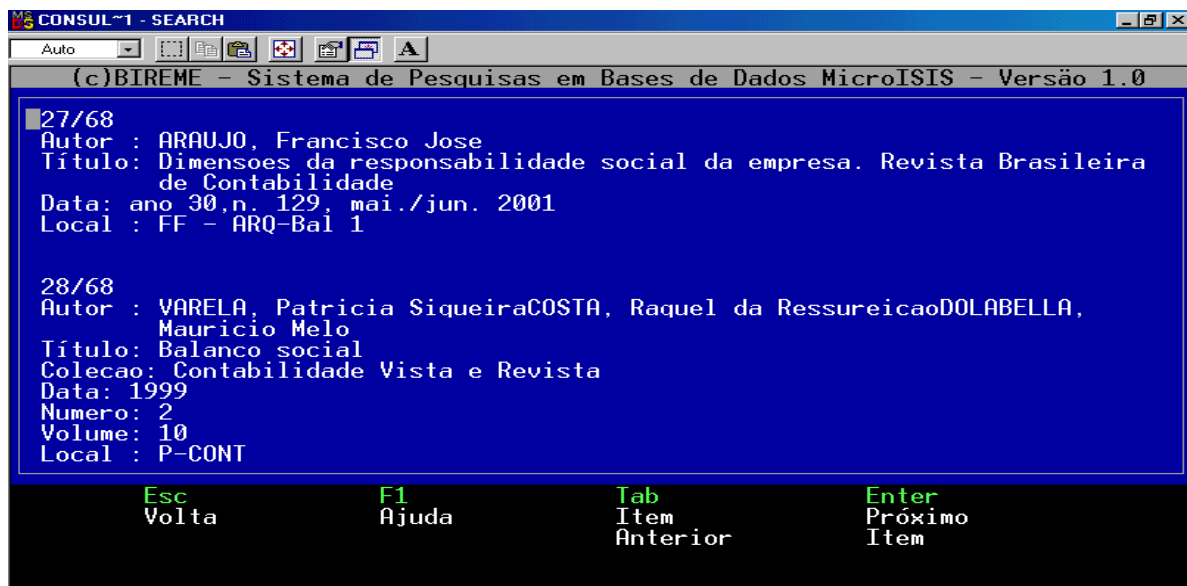 CONSUL~1 - SEARCH
Auto
A
(c)BIREME - Sistema de Pesquisas em Bases de Dados MicroISIS - Versäo 1.0
27/68
Autor : ARAUJO, Francisco Jose
Título: Dimensoes da responsabilidade social da empresa. Revista Brasileira
de Contabilidade
Data: ano 30,n. 129, mai./jun. 2001
Local : FF - ARQ-Bal 1
28/68
Autor : VARELA, Patricia SiqueiraCOSTA, Raquel da RessureicaoDOLABELLA,
Mauricio Melo
Título: Balanco social
Colecao: Contabilidade Vista e Revista
Data: 1999
Numero: 2
Volume: 10
Local : P-CONT
Esc F1 Tab Enter
Volta Ajuda Item Próximo
Anterior Item